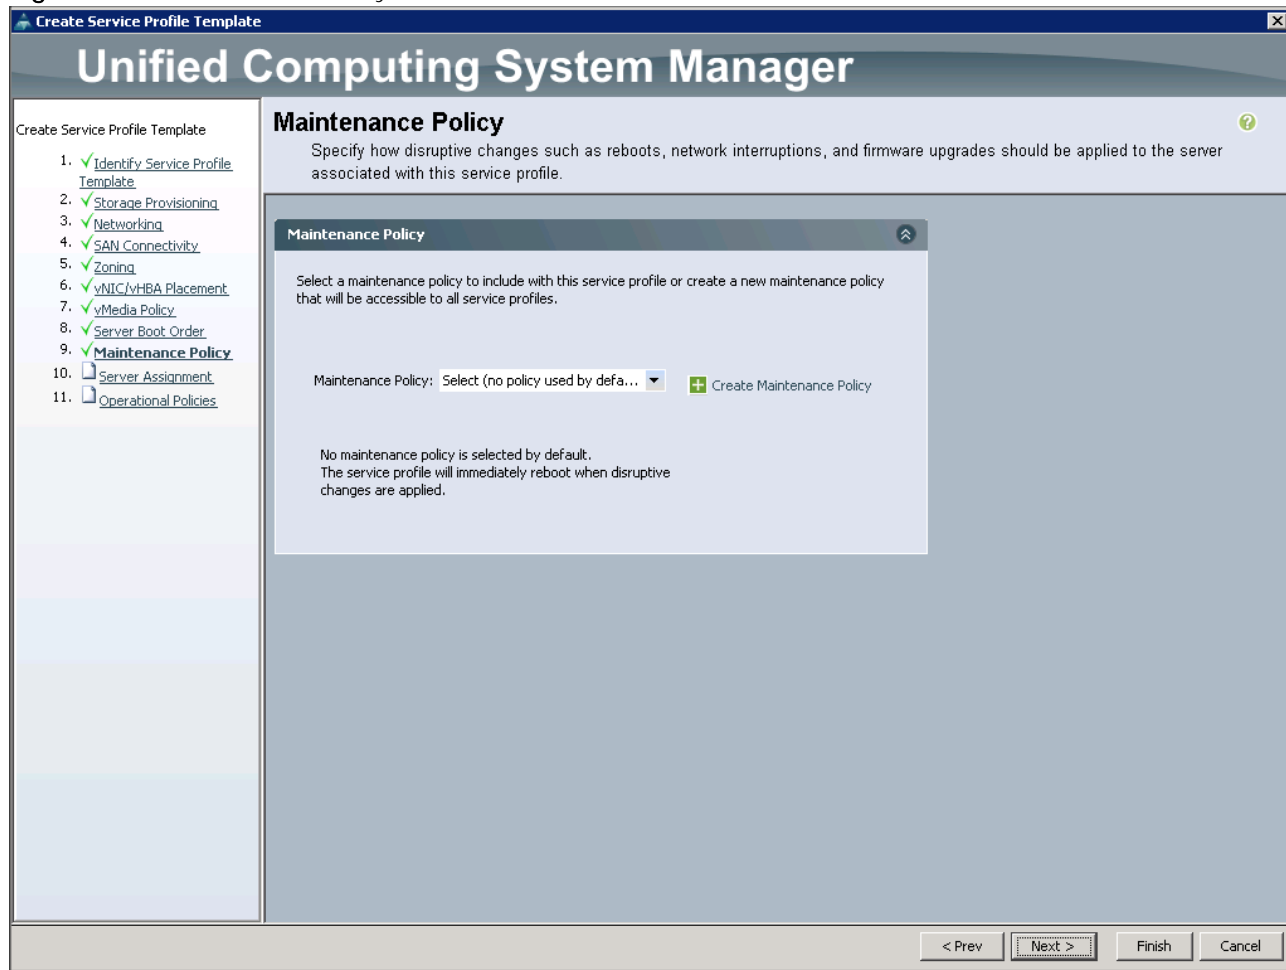 Create Service Profile Template
Unified Computing System Manager
Create Service Profile Template
1. Identify Service Profile
Template
2. Storage Provisioning
3. Networking
4. SAN Connectivity
5. Zoning
6. vNIC/vHBA Placement
7. vMedia Policy
8. Server Boot Order
9. Maintenance Policy
10. Server Assignment
11. Operational Policies
Maintenance Policy
Specify how disruptive changes such as reboots, network interruptions, and firmware upgrades should be applied to the server
associated with this service profile.
Maintenance Policy
Select a maintenance policy to include with this service profile or create a new maintenance policy
that will be accessible to all service profiles.
Maintenance Policy: Select (no policy used by defa... Create Maintenance Policy
No maintenance policy is selected by default.
The service profile will immediately reboot when disruptive
changes are applied.
< Prev Next > Finish Cancel